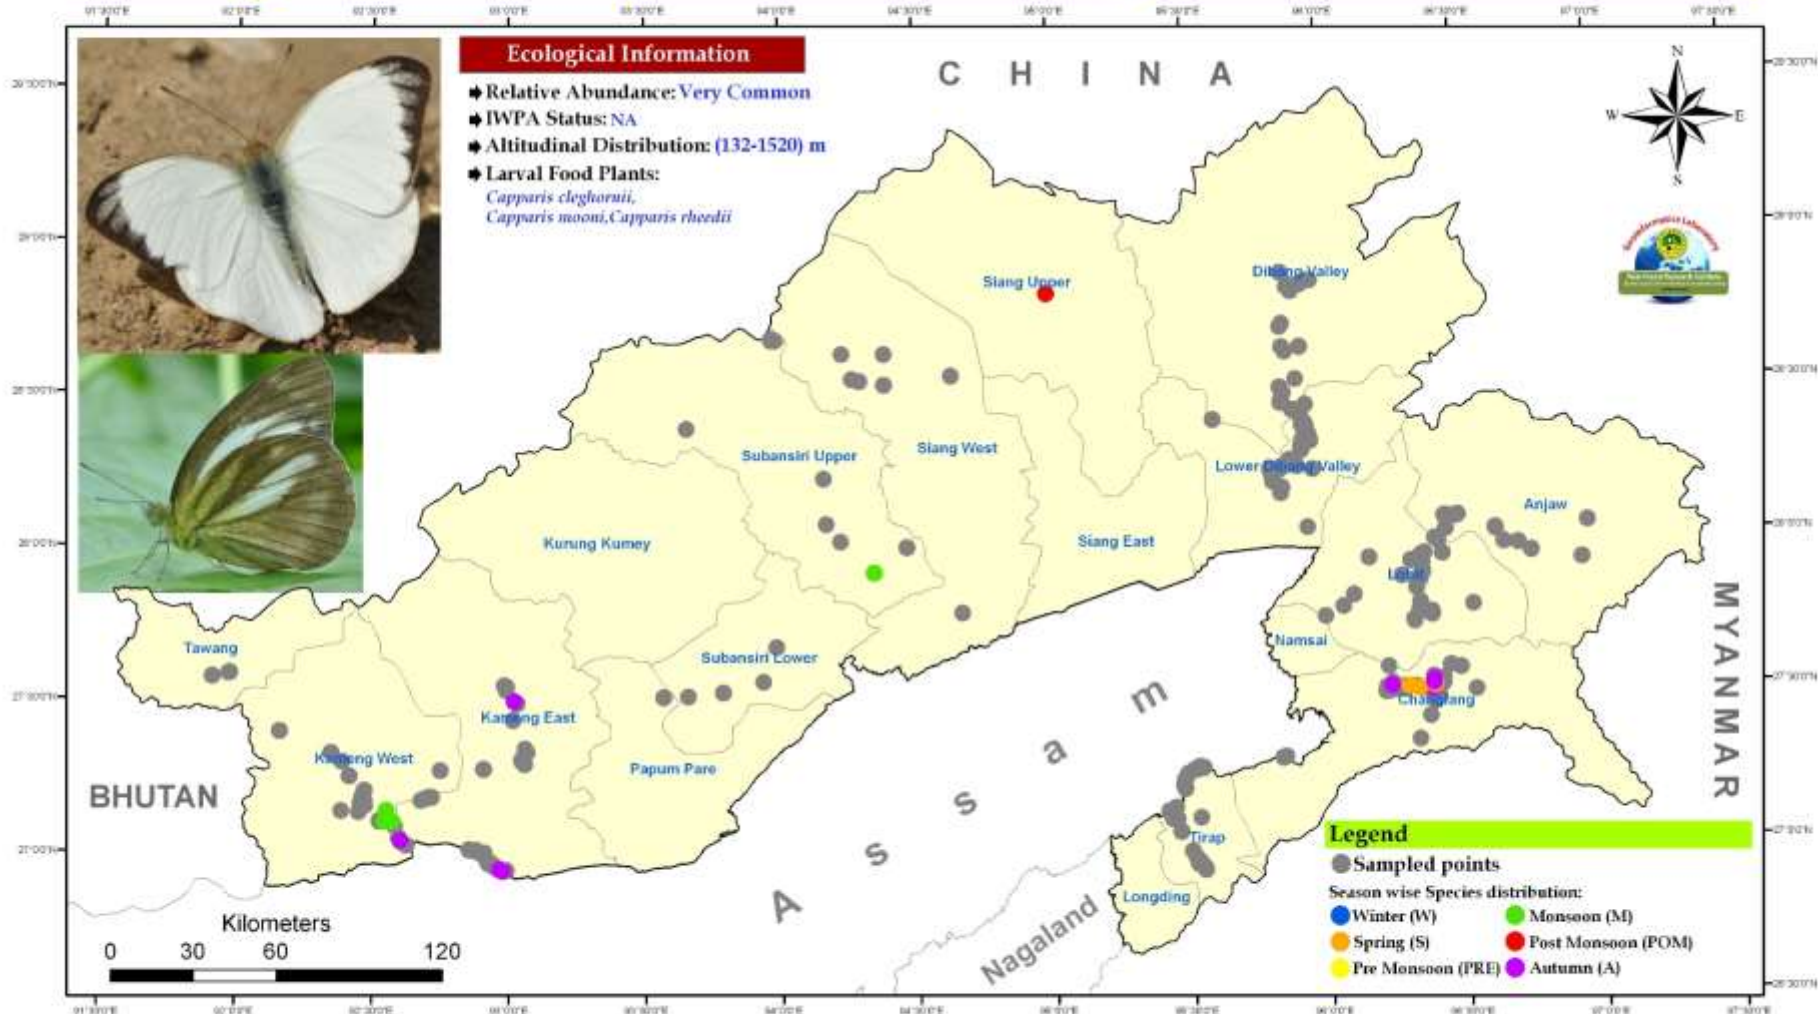 Ecological Information
Relative Abundance: Very Common
IWPA Status: NA
Altitudinal Distribution: (132-1520) m
Larval Food Plants:
Capparis cleghornii,
Capparis mooni,Capparis rheedii
C H I N A
N
W E
S
Siang Upper
Dibang Valley
Subansiri Upper
Siang West
Lower Dibang Valley
Anjaw
Kurung Kumey
Siang East
Lohit
Tawang
Subansiri Lower
Namsai
MYANMAR
Kameng East
Changlang
Kameng West
Papum Pare
BHUTAN
A s s a m
Tirap
Longding
Nagaland
Kilometers
0 30 60 120
Legend
Sampled points
Season wise Species distribution:
Winter (W)
Monsoon (M)
Spring (S)
Post Monsoon (POM)
Pre Monsoon (PRE)
Autumn (A)